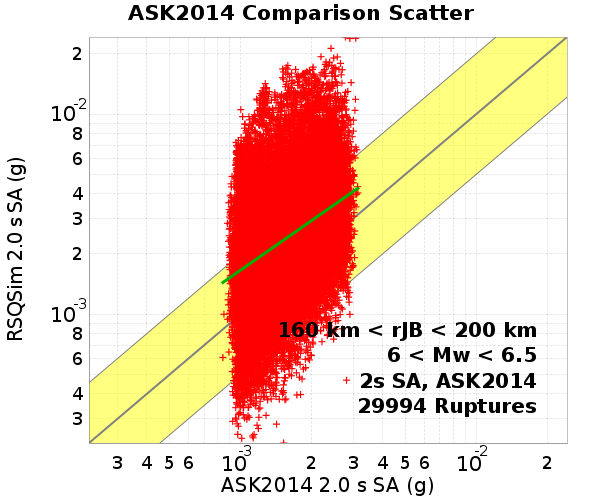 ASK2014 Comparison Scatter
RSQSim 2.0 s SA (g)
2
10-2
8
6
4
3
2
10-3
8
6
4
3
160 km < rJB < 200 km
6 < Mw < 6.5
2s SA, ASK2014
29994 Ruptures
3 4 5 6 10-3 2 3 4 5 6 10-2 2
ASK2014 2.0 s SA (g)